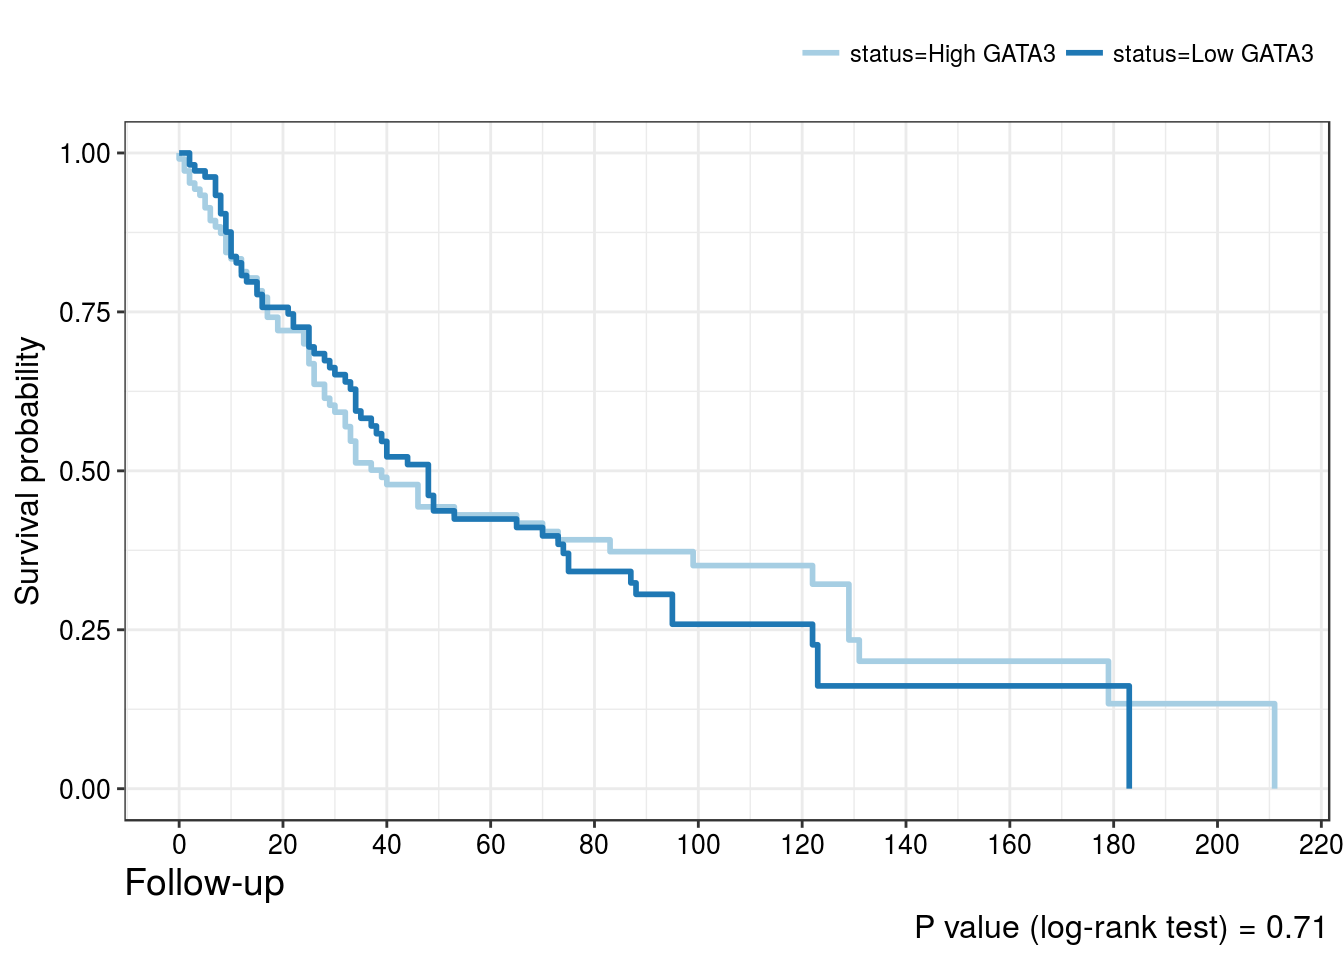 status=High GATA3 status=Low GATA3
Survival probability
1.00
0.75
0.50
0.25
0.00
0 20 40 60 80 100 120 140 160 180 200 220
Follow-up
P value (log-rank test) = 0.71